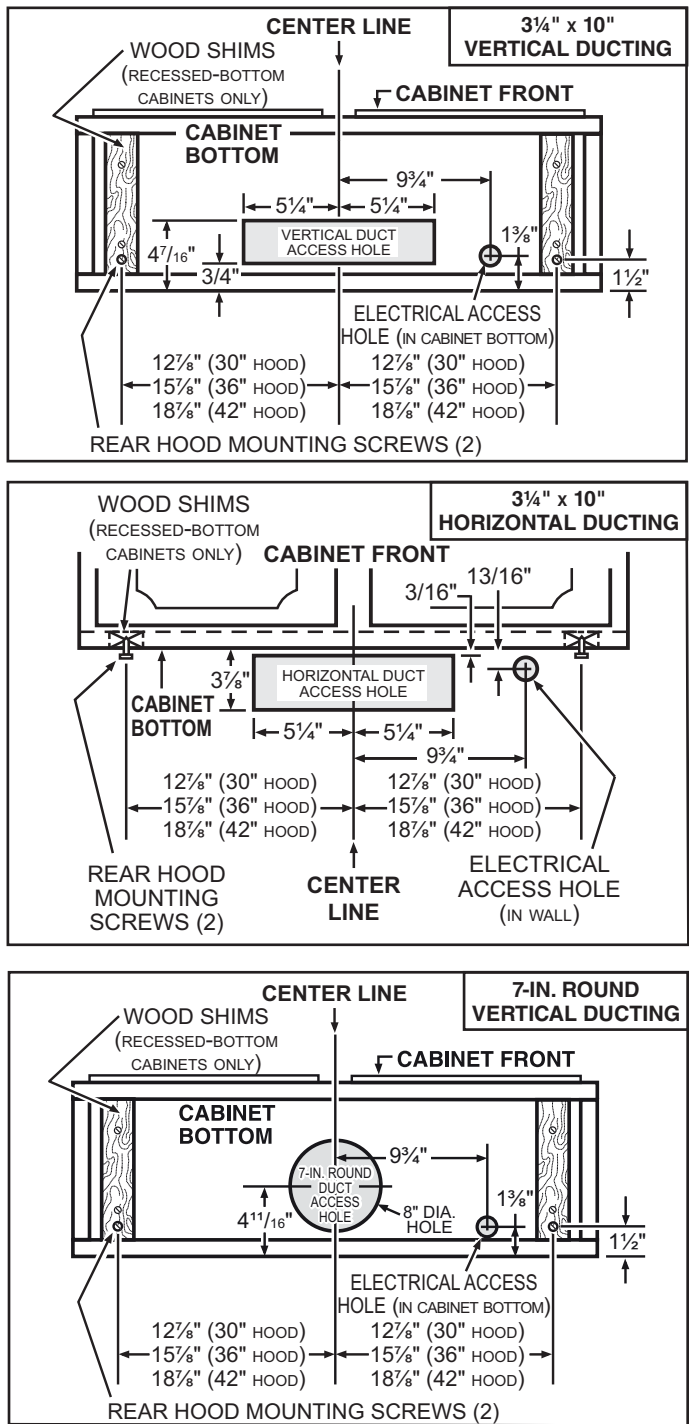 CENTER LINE
3¼" x 10"
VERTICAL DUCTING
WOOD SHIMS
(RECESSED-BOTTOM
CABINETS ONLY)
CABINET FRONT
CABINET
BOTTOM
9¾"
5¼" 5¼"
1⅜"
VERTICAL DUCT
ACCESS HOLE
4⁷/₁₆"
3/4"
1½"
ELECTRICAL ACCESS
HOLE (IN CABINET BOTTOM)
12⅞" (30" HOOD) 12⅞" (30" HOOD)
15⅞" (36" HOOD) 15⅞" (36" HOOD)
18⅞" (42" HOOD) 18⅞" (42" HOOD)
REAR HOOD MOUNTING SCREWS (2)
3¼" x 10"
HORIZONTAL DUCTING
WOOD SHIMS
(RECESSED-BOTTOM
CABINETS ONLY)
CABINET FRONT
13/16"
3/16"
3⅞"
HORIZONTAL DUCT
ACCESS HOLE
CABINET
BOTTOM
5¼" 5¼"
9¾"
12⅞" (30" HOOD) 12⅞" (30" HOOD)
15⅞" (36" HOOD) 15⅞" (36" HOOD)
18⅞" (42" HOOD) 18⅞" (42" HOOD)
REAR HOOD
MOUNTING
SCREWS (2)
CENTER
LINE
ELECTRICAL
ACCESS HOLE
(IN WALL)
7-IN. ROUND
VERTICAL DUCTING
CENTER LINE
WOOD SHIMS
(RECESSED-BOTTOM
CABINETS ONLY)
CABINET FRONT
CABINET
BOTTOM
9¾"
7-IN. ROUND
DUCT
ACCESS
HOLE
8" DIA.
HOLE
1⅜"
4¹¹/₁₆"
1½"
ELECTRICAL ACCESS
HOLE (IN CABINET BOTTOM)
12⅞" (30" HOOD) 12⅞" (30" HOOD)
15⅞" (36" HOOD) 15⅞" (36" HOOD)
18⅞" (42" HOOD) 18⅞" (42" HOOD)
REAR HOOD MOUNTING SCREWS (2)